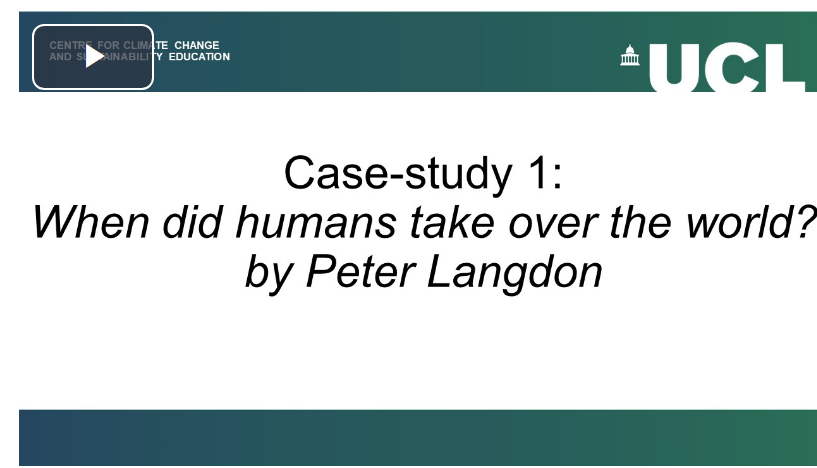 CENTRE FOR CLIMATE CHANGE
AND SUSTAINABILITY EDUCATION
UCL
Case-study 1:
When did humans take over the world?
by Peter Langdon